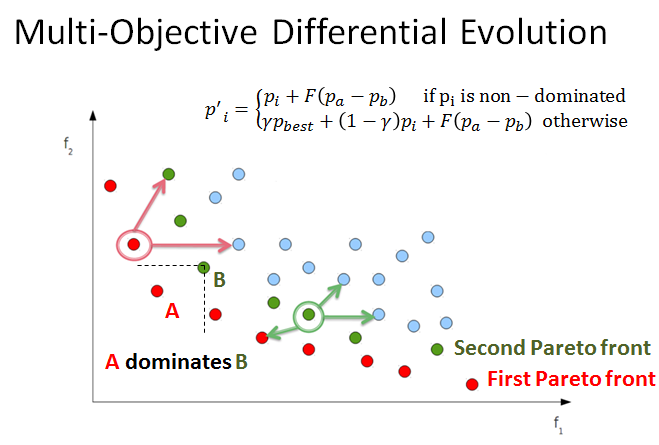 Multi-Objective Differential Evolution
p′ᵢ = {pᵢ + F(pₐ − p_b) if pᵢ is non − dominated
γp_best + (1 − γ)pᵢ + F(pₐ − p_b) otherwise
f₂
B
A
A dominates B
Second Pareto front
First Pareto front
f₁